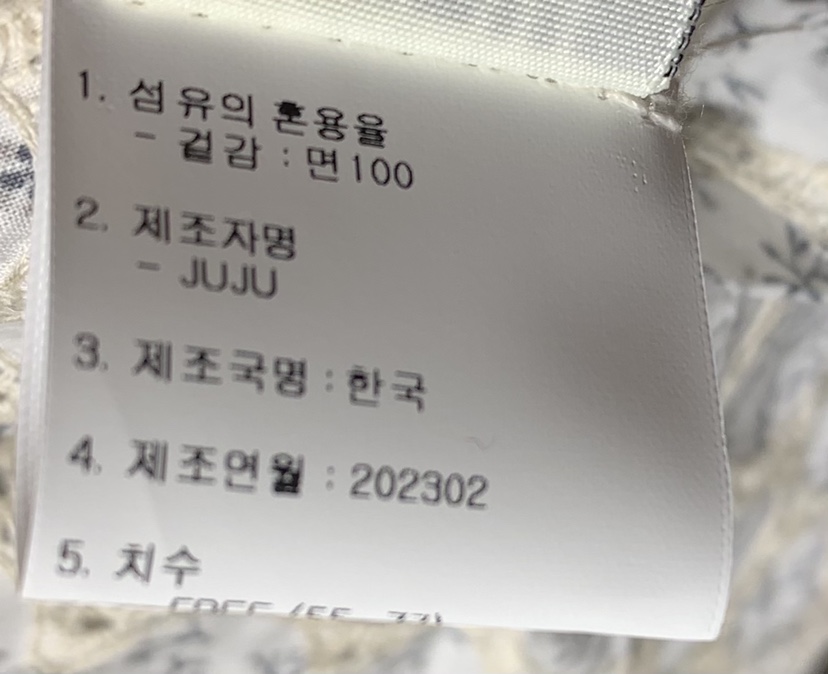 1. 섬유의 혼용율
- 겉감 : 면100
2. 제조자명
- JUJU
3. 제조국명 : 한국
4. 제조연월 : 202302
5. 치수